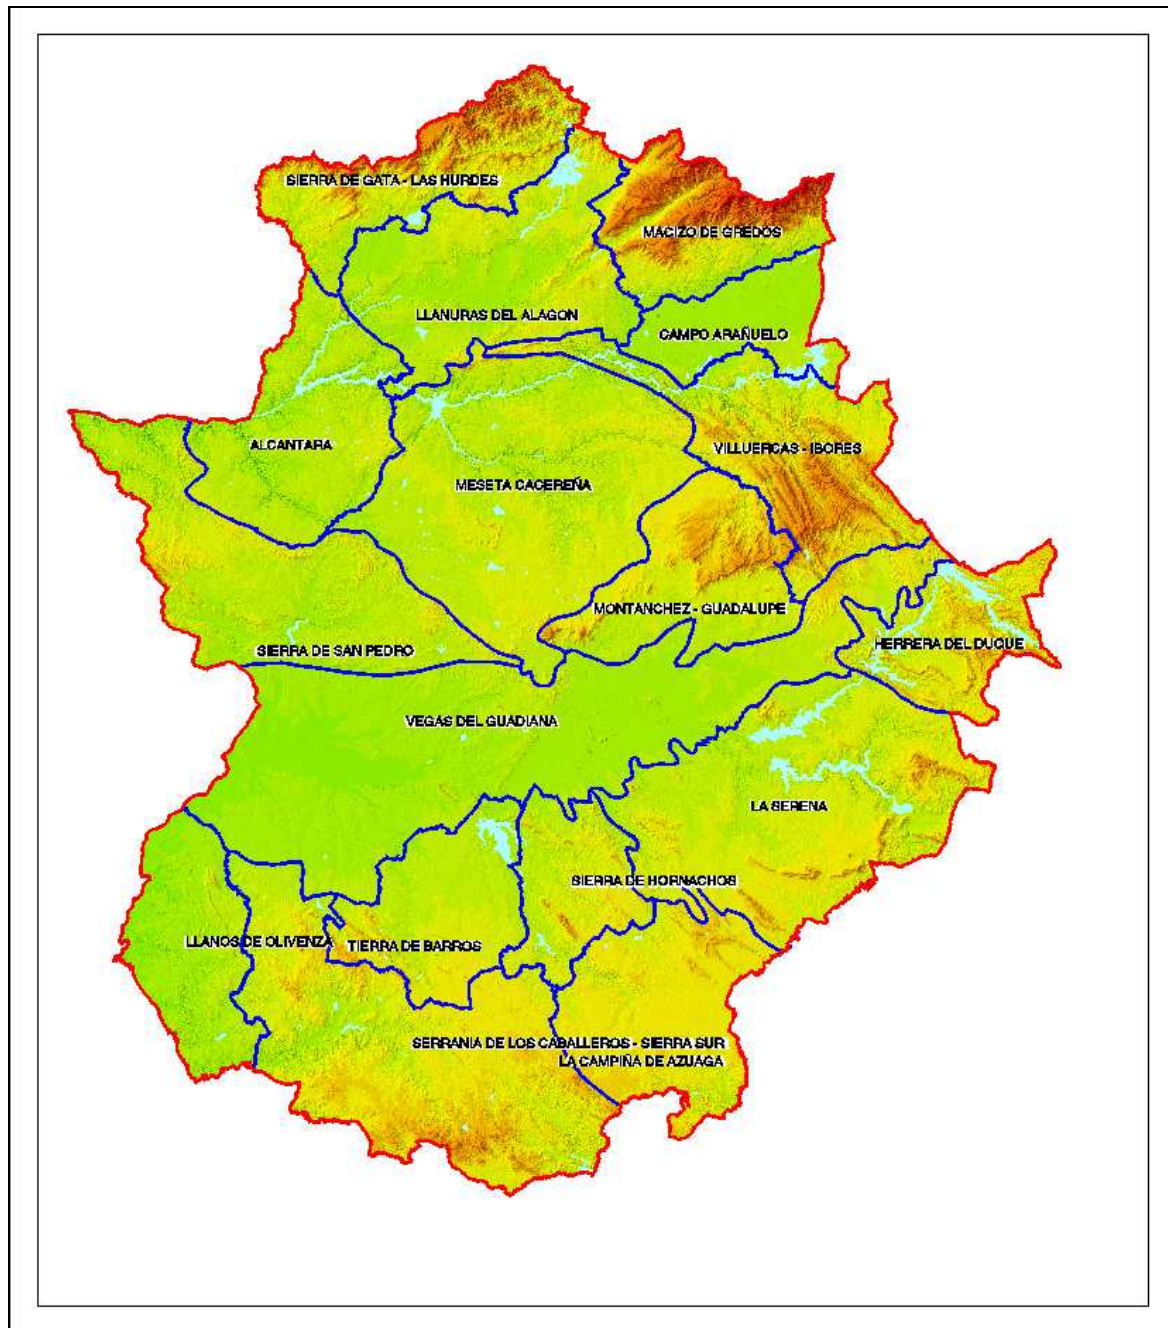 SIERRA DE GATA - LAS HURDES
MACIZO DE GREDOS
LLANURAS DEL ALAGON
CAMPO ARAÑUELO
ALCANTARA
VILLUERCAS - IBORES
MESETA CACEREÑA
MONTANCHEZ - GUADALUPE
HERRERA DEL DUQUE
SIERRA DE SAN PEDRO
VEGAS DEL GUADIANA
LA SERENA
SIERRA DE HORNACHOS
LLANOS DE OLIVENZA
TIERRA DE BARROS
SERRANIA DE LOS CABALLEROS - SIERRA SUR
LA CAMPIÑA DE AZUAGA